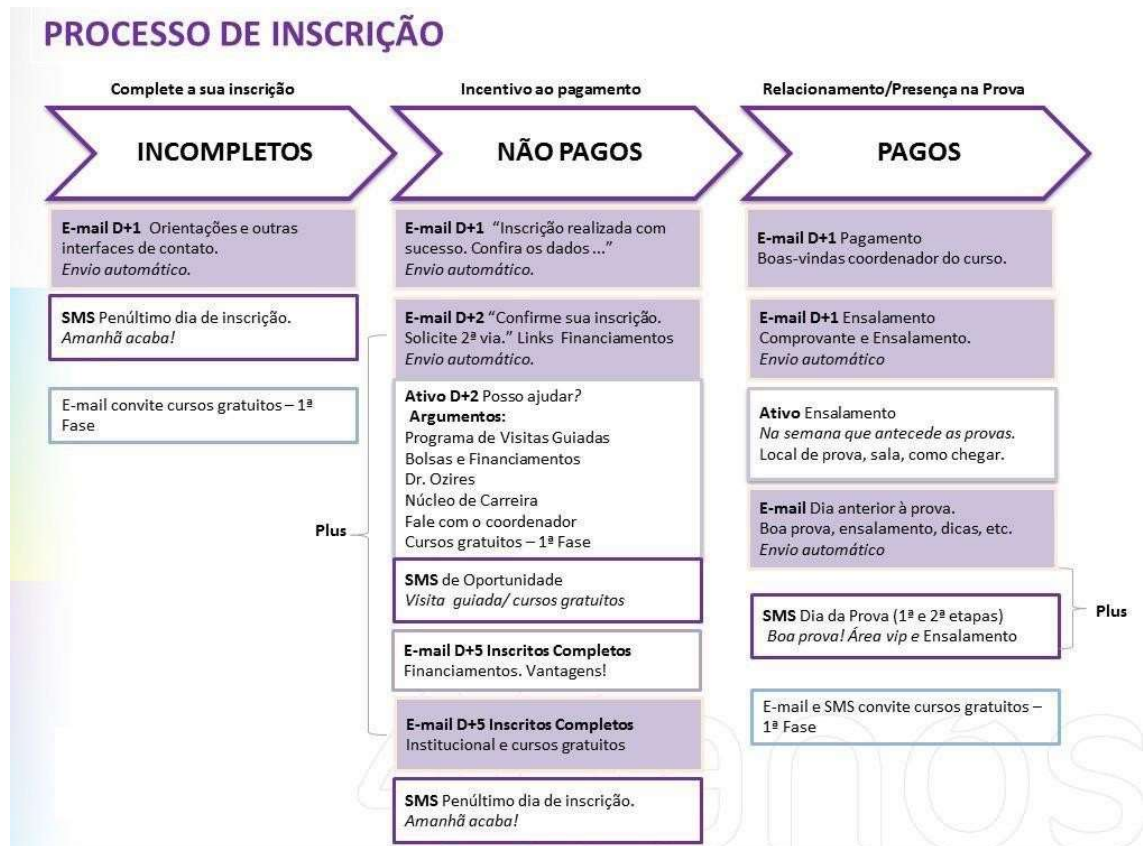 PROCESSO DE INSCRIÇÃO
Complete a sua inscrição
INCOMPLETOS
E-mail D+1 Orientações e outras
interfaces de contato.
Envio automático.
SMS Penúltimo dia de inscrição.
Amanhã acaba!
E-mail convite cursos gratuitos – 1ª
Fase
Incentivo ao pagamento
NÃO PAGOS
E-mail D+1 “Inscrição realizada com
sucesso. Confira os dados ...”
Envio automático.
E-mail D+2 “Confirme sua inscrição.
Solicite 2ª via.” Links Financiamentos
Envio automático.
Ativo D+2 Posso ajudar?
Argumentos:
Programa de Visitas Guiadas
Bolsas e Financiamentos
Dr. Ozires
Núcleo de Carreira
Fale com o coordenador
Cursos gratuitos – 1ª Fase
Plus
SMS de Oportunidade
Visita guiada/ cursos gratuitos
E-mail D+5 Inscritos Completos
Financiamentos. Vantagens!
E-mail D+5 Inscritos Completos
Institucional e cursos gratuitos
SMS Penúltimo dia de inscrição.
Amanhã acaba!
Relacionamento/Presença na Prova
PAGOS
E-mail D+1 Pagamento
Boas-vindas coordenador do curso.
E-mail D+1 Ensalamento
Comprovante e Ensalamento.
Envio automático
Ativo Ensalamento
Na semana que antecede as provas.
Local de prova, sala, como chegar.
E-mail Dia anterior à prova.
Boa prova, ensalamento, dicas, etc.
Envio automático
SMS Dia da Prova (1ª e 2ª etapas)
Boa prova! Área vip e Ensalamento
Plus
E-mail e SMS convite cursos gratuitos –
1ª Fase